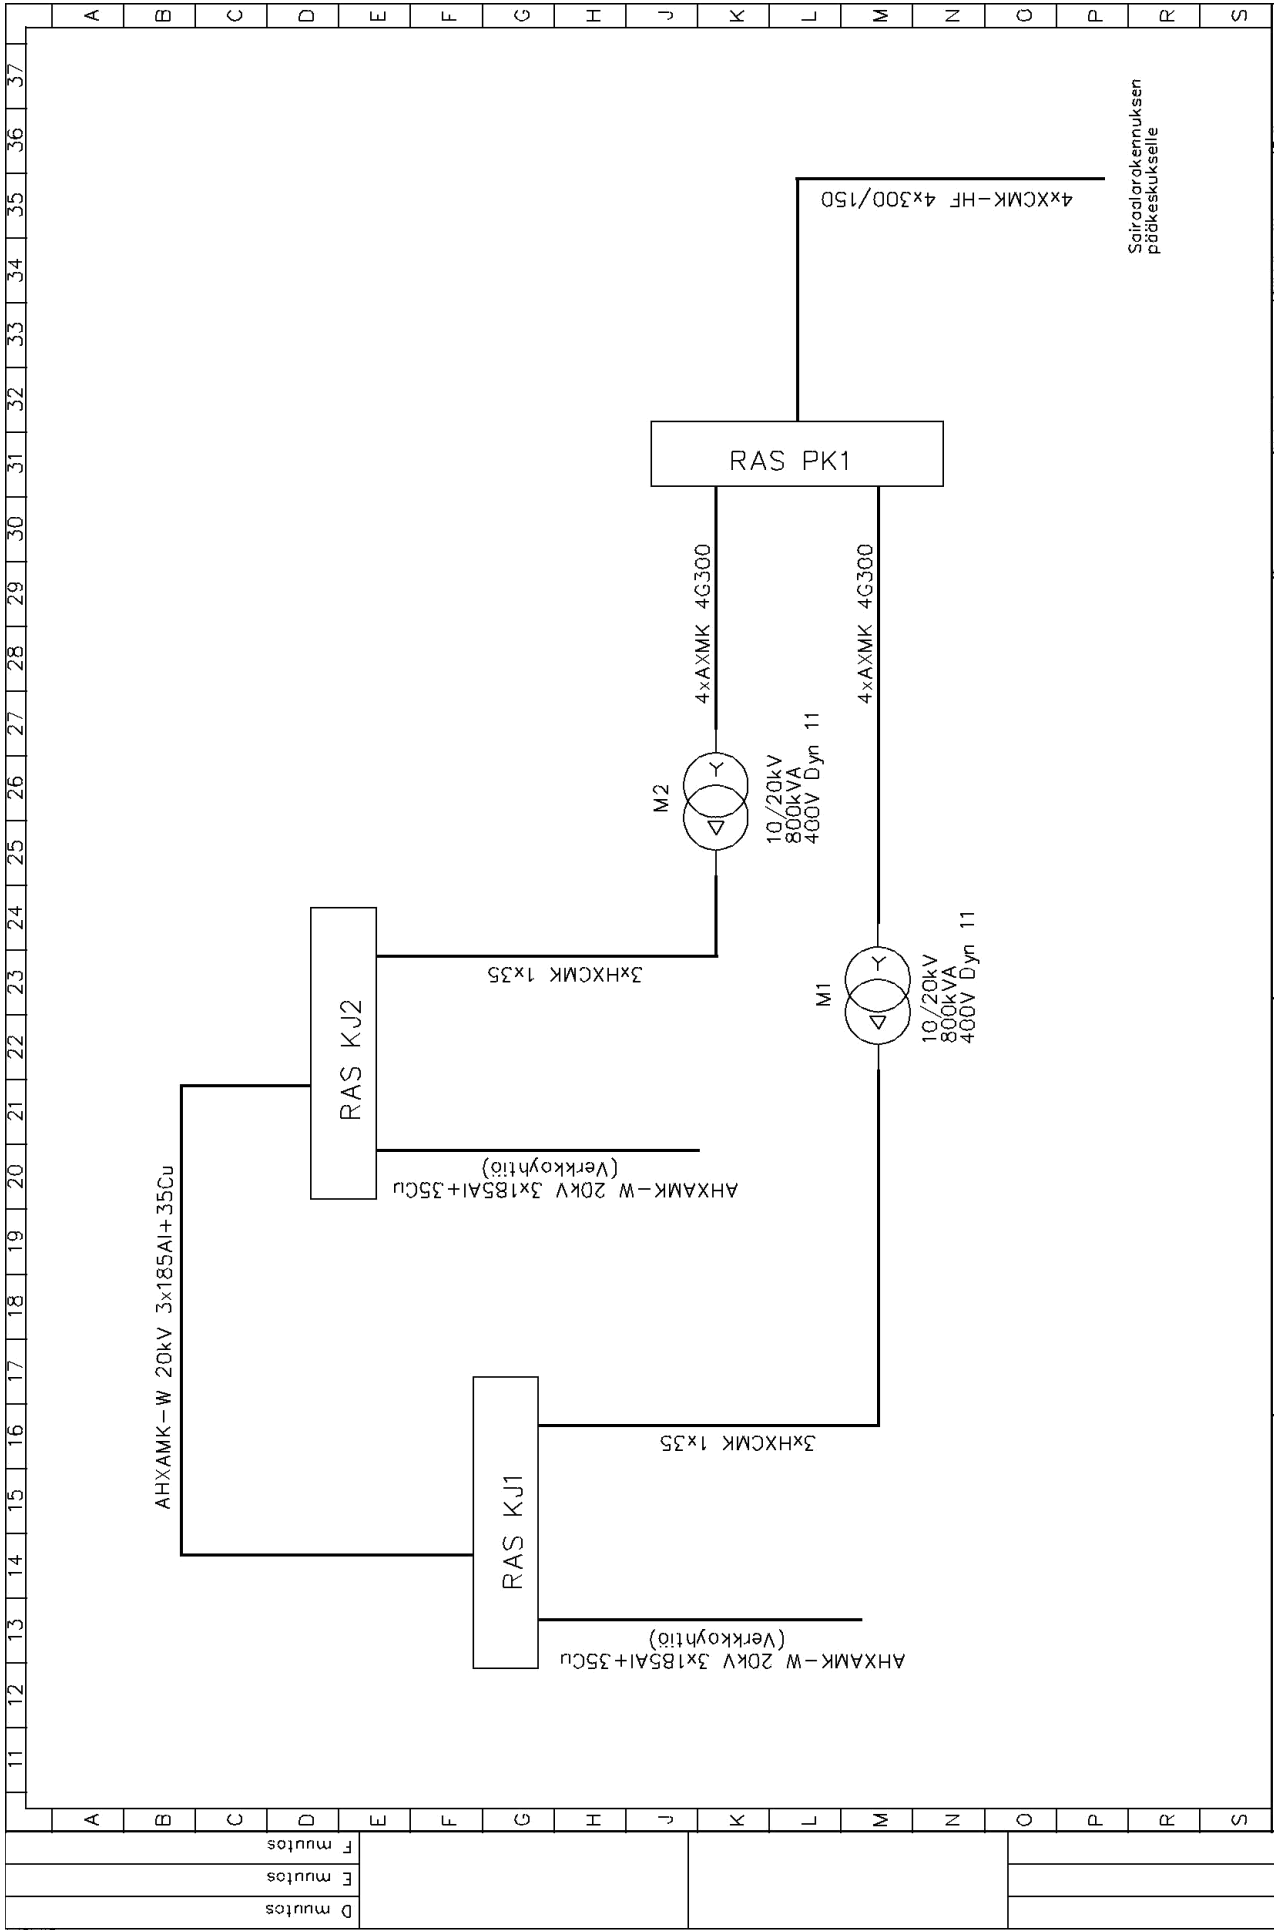 A B C D E F G H J K L M N O P R S
37
36
35
34
33
32
31
30
29
28
27
26
25
24
23
22
21
20
19
18
17
16
15
14
13
12
11
AHXAMK-W 20kV 3x185Al+35Cu
RAS KJ1
AHXAMK-W 20kV 3x185Al+35Cu
(Verkkoyhtiö)
3xHXCMK 1x35
RAS KJ2
AHXAMK-W 20kV 3x185Al+35Cu
(Verkkoyhtiö)
3xHXCMK 1x35
M1
10/20kV
800kVA
400V Dyn 11
M2
10/20kV
800kVA
400V Dyn 11
4xAXMK 4G300
4xAXMK 4G300
RAS PK1
4xXCMK-HF 4x300/150
Sairaalarakennuksen
pääkeskukselle
A B C D E F G H J K L M N O P R S
F muutos
E muutos
D muutos